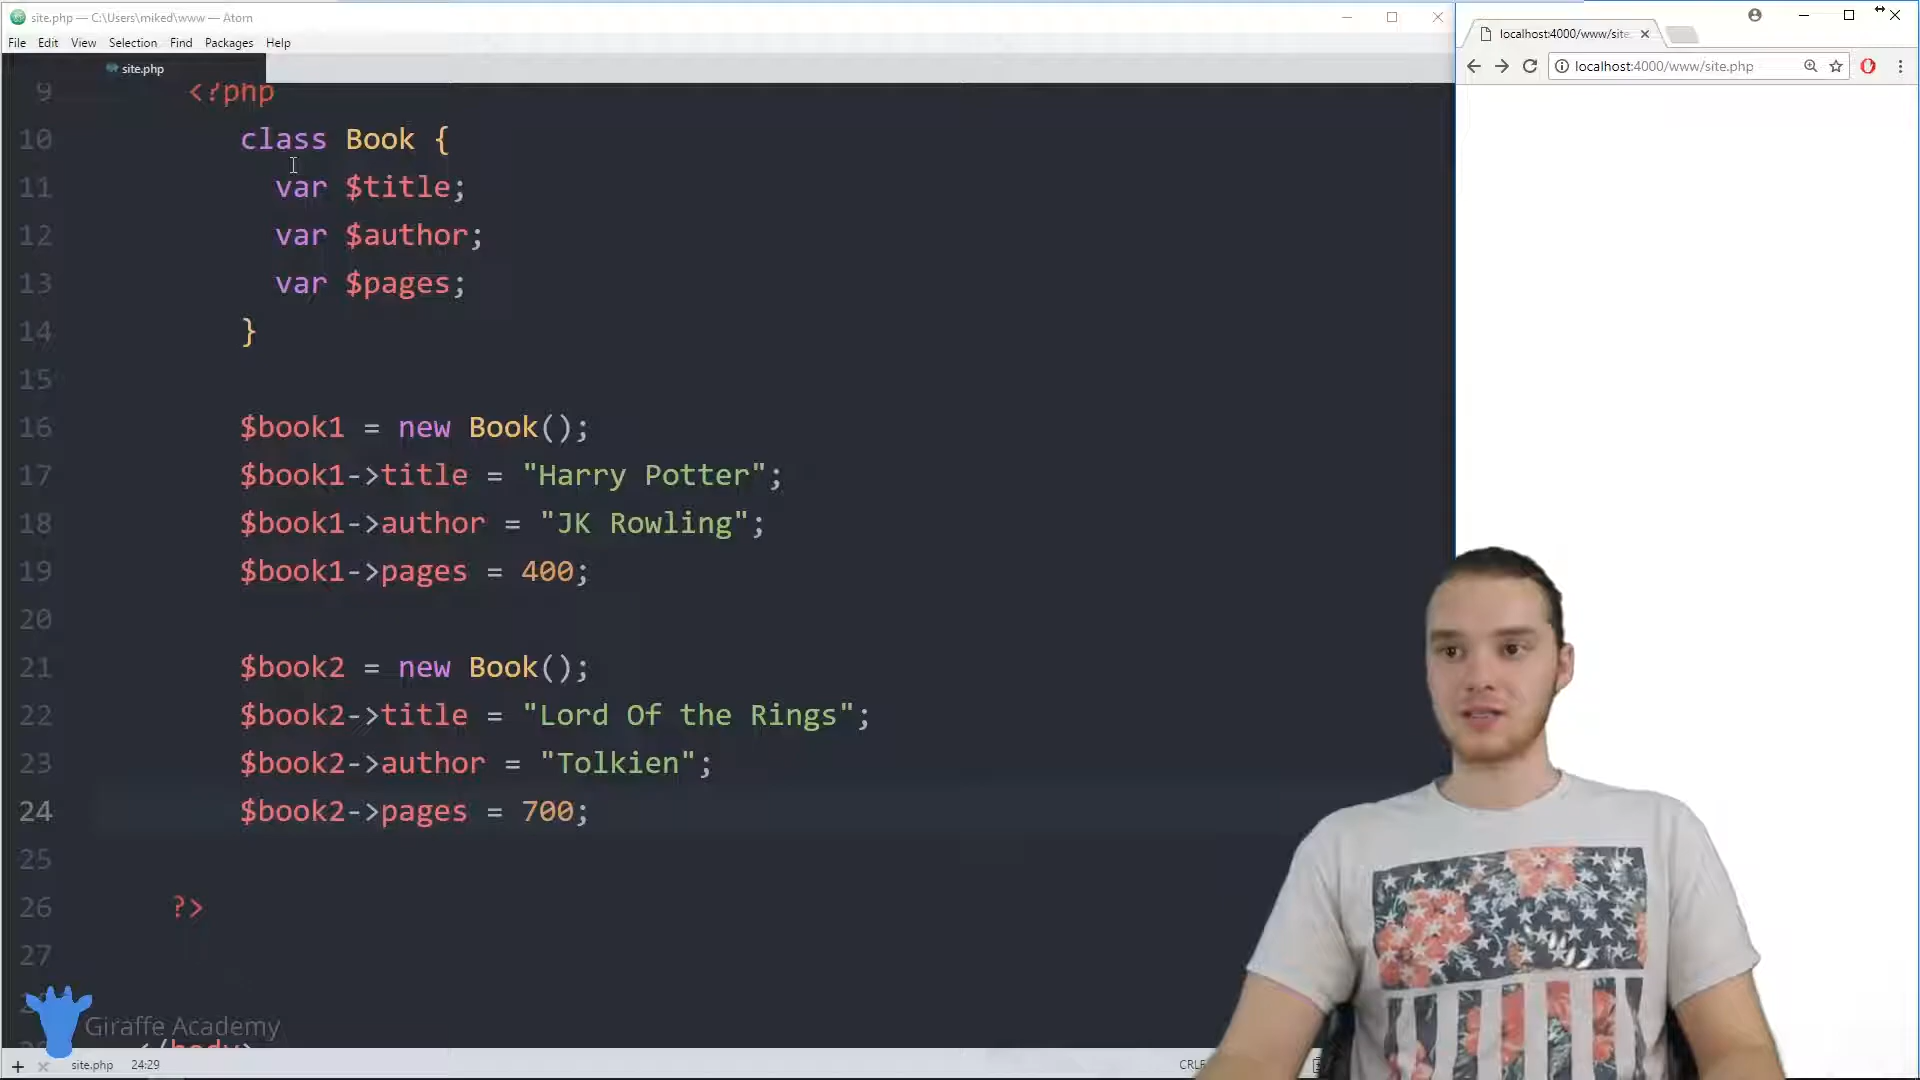 site.php — C:\Users\miked\www — Atom
File Edit View Selection Find Packages Help
site.php
localhost:4000/www/site.
localhost:4000/www/site.php
9 <?php
10 class Book {
11 var $title;
12 var $author;
13 var $pages;
14 }
15
16 $book1 = new Book();
17 $book1->title = "Harry Potter";
18 $book1->author = "JK Rowling";
19 $book1->pages = 400;
20
21 $book2 = new Book();
22 $book2->title = "Lord Of the Rings";
23 $book2->author = "Tolkien";
24 $book2->pages = 700;
25
26 ?>
27
Giraffe Academy
</body>
site.php 24:29
CRLF